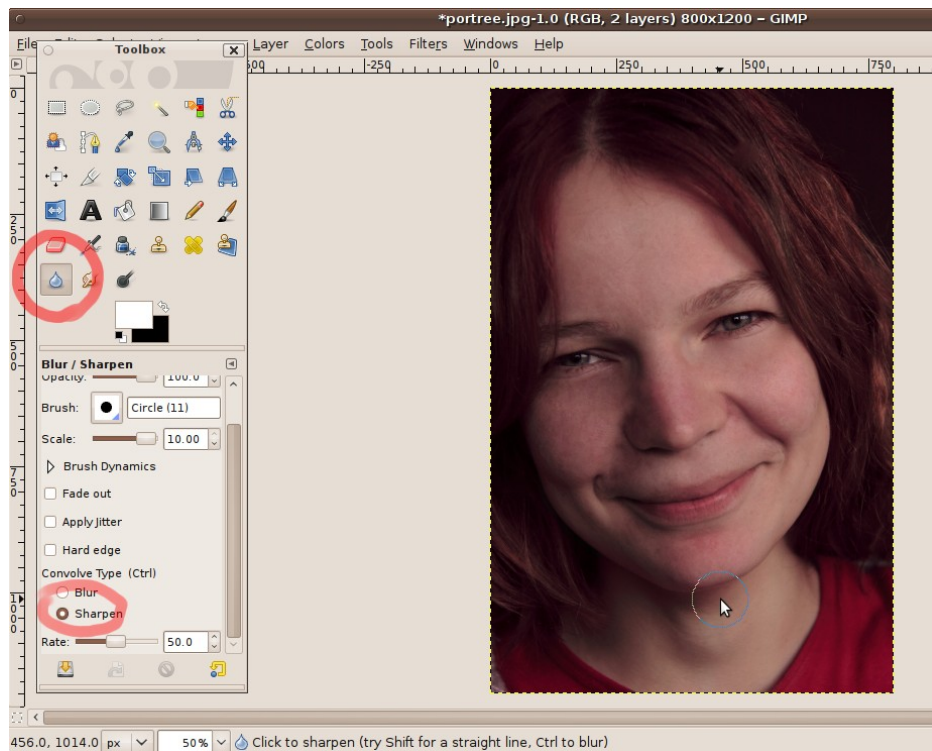 *portree.jpg-1.0 (RGB, 2 layers) 800x1200 – GIMP
Layer Colors Tools Filters Windows Help
Toolbox
-250 0 250 500 750
Blur / Sharpen
Opacity: 100.0
Brush: Circle (11)
Scale: 10.00
Brush Dynamics
Fade out
Apply Jitter
Hard edge
Convolve Type (Ctrl)
Blur
Sharpen
Rate: 50.0
456.0, 1014.0 px 50% Click to sharpen (try Shift for a straight line, Ctrl to blur)